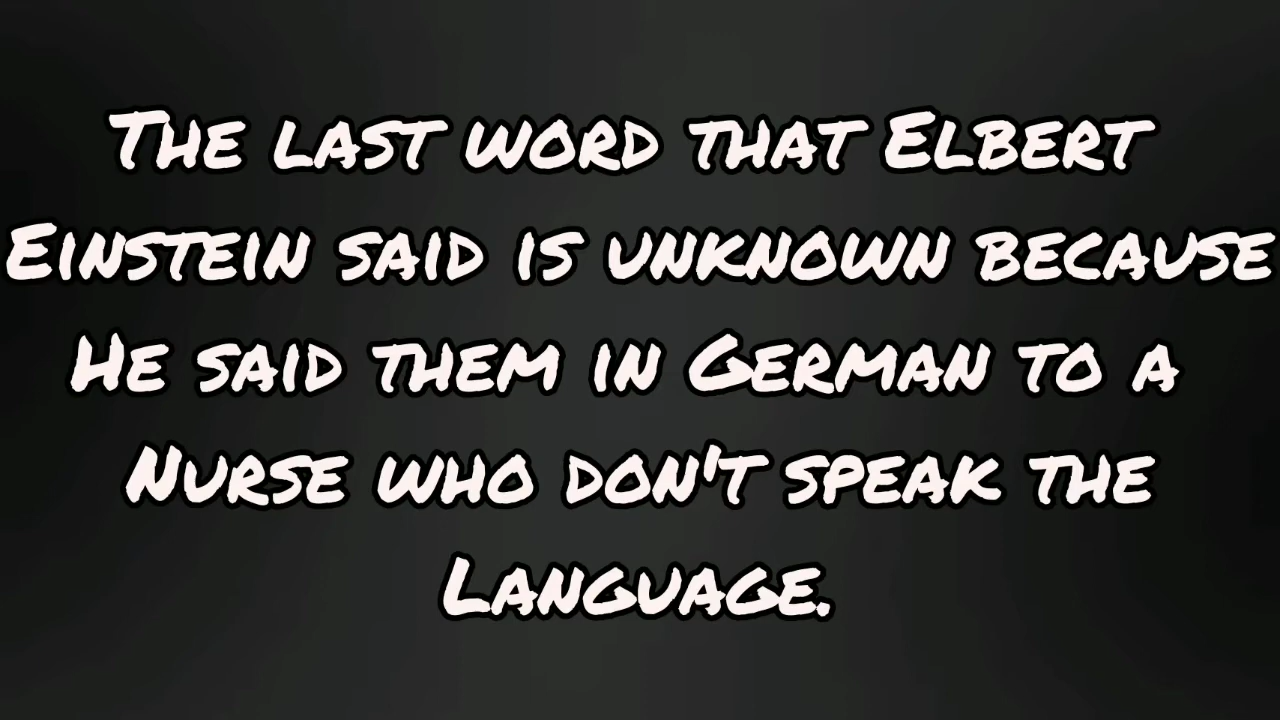 The last word that Elbert
Einstein said is unknown because
He said them in German to a
Nurse who don't speak the
Language.